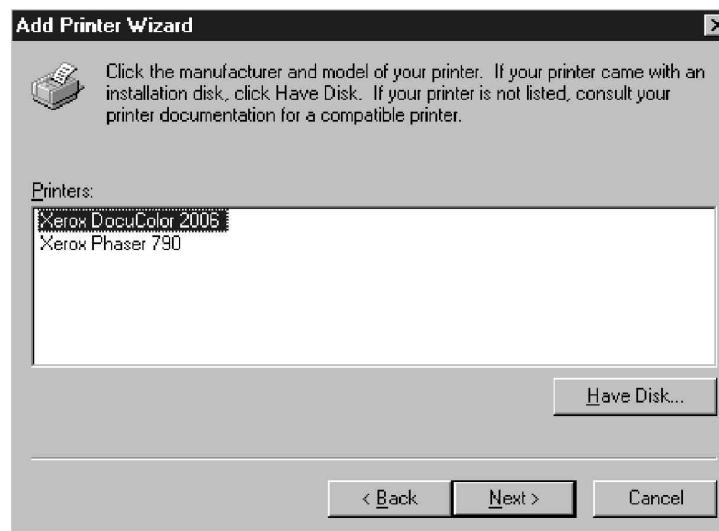 Add Printer Wizard
Click the manufacturer and model of your printer. If your printer came with an
installation disk, click Have Disk. If your printer is not listed, consult your
printer documentation for a compatible printer.
Printers:
Xerox DocuColor 2006
Xerox Phaser 790
Have Disk...
< Back
Next >
Cancel